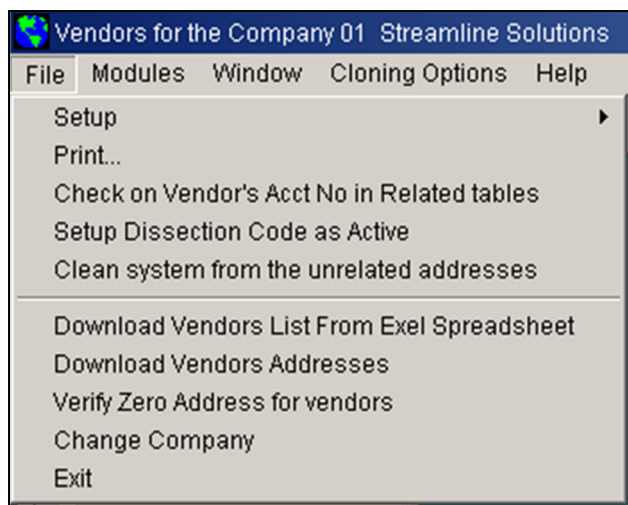 Vendors for the Company 01 Streamline Solutions
File Modules Window Cloning Options Help
Setup
Print...
Check on Vendor's Acct No in Related tables
Setup Dissection Code as Active
Clean system from the unrelated addresses
Download Vendors List From Exel Spreadsheet
Download Vendors Addresses
Verify Zero Address for vendors
Change Company
Exit